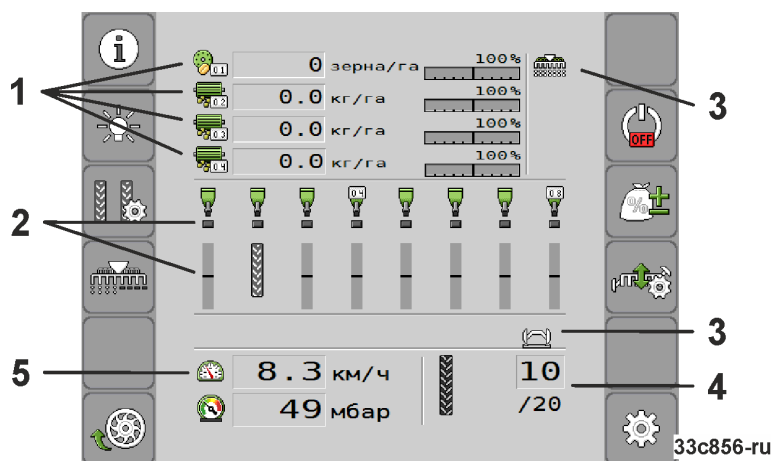 i
1
01
0 зерна/га
100%
3
02
0.0 кг/га
100%
03
0.0 кг/га
100%
OFF
04
0.0 кг/га
100%
%
2
04
08
3
5
8.3 км/ч
10
4
49 мбар
/20
33c856-ru